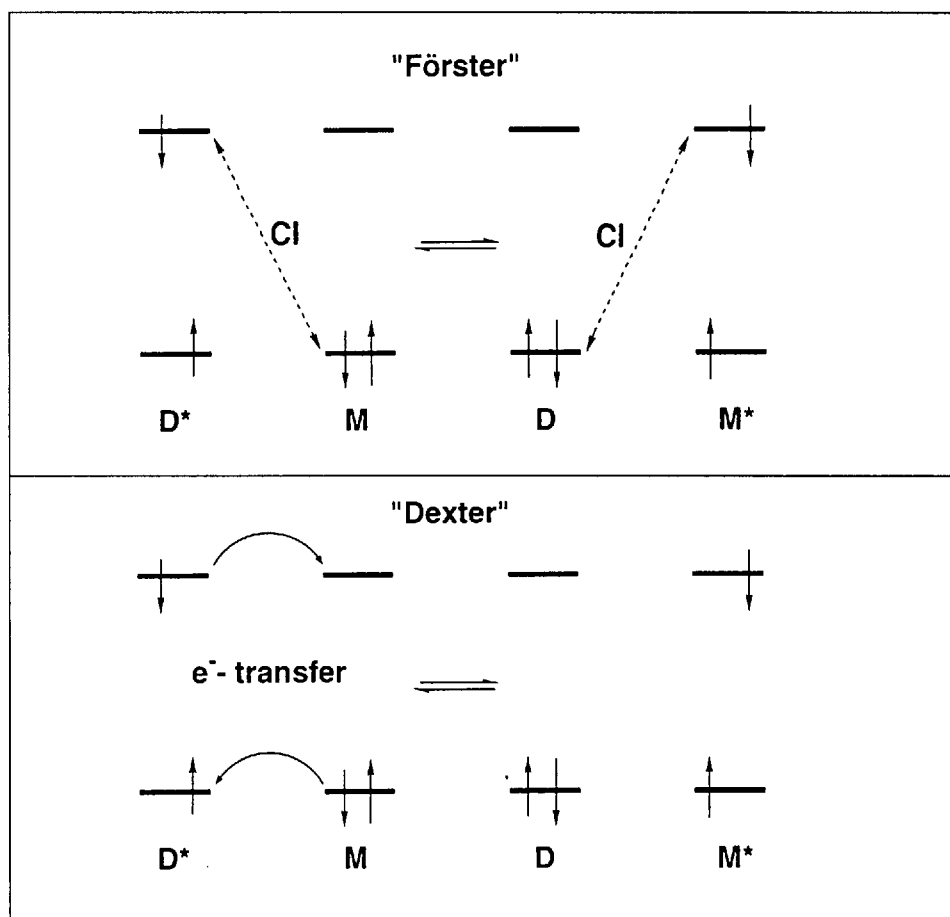 "Förster"
CI CI
D* M D M*
"Dexter"
e⁻- transfer
D* M D M*